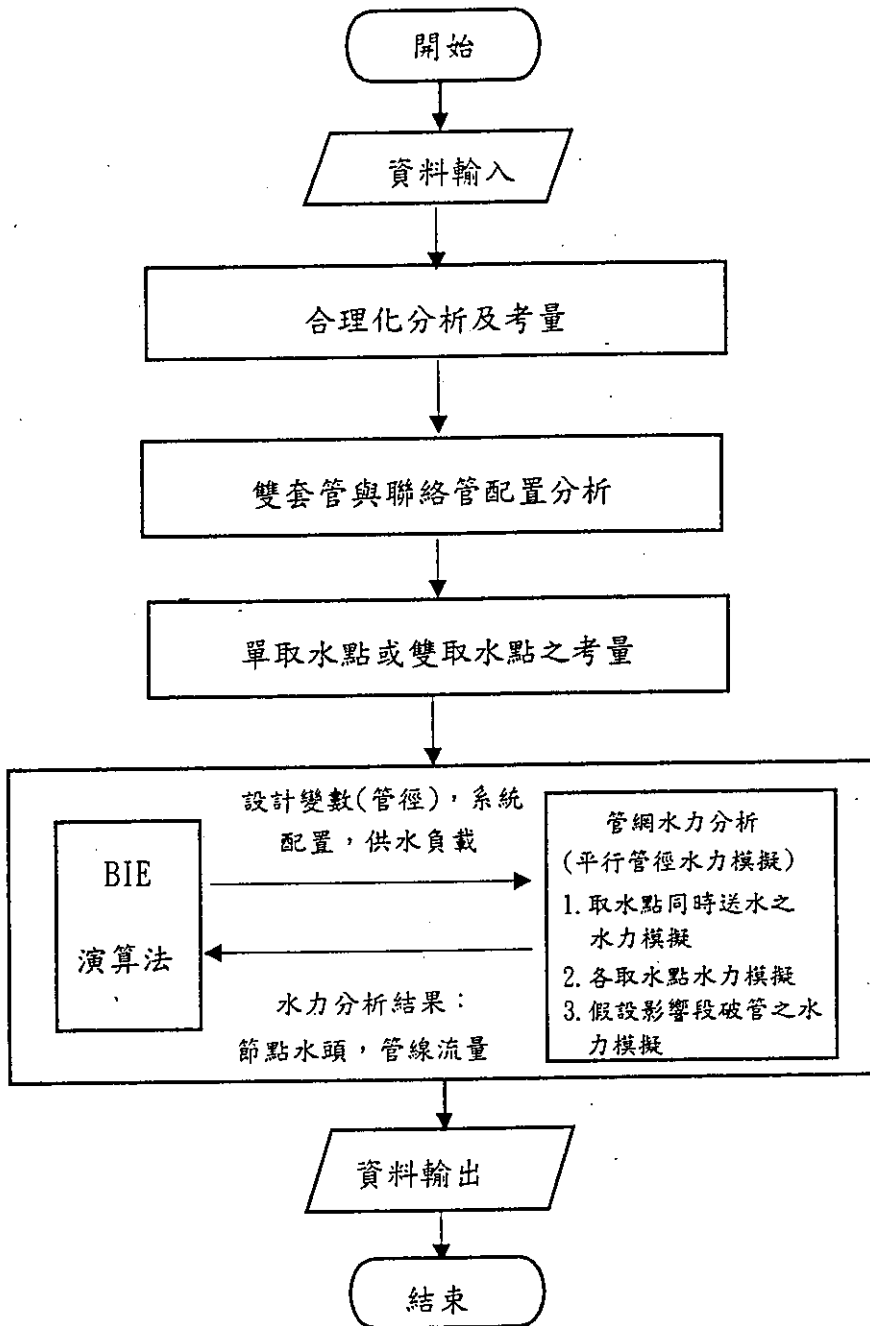 開始
資料輸入
合理化分析及考量
雙套管與聯絡管配置分析
單取水點或雙取水點之考量
設計變數(管徑)，系統
配置，供水負載
BIE
演算法
水力分析結果：
節點水頭，管線流量
管網水力分析
(平行管徑水力模擬)
1. 取水點同時送水之
水力模擬
2. 各取水點水力模擬
3. 假設影響段破管之水
力模擬
資料輸出
結束